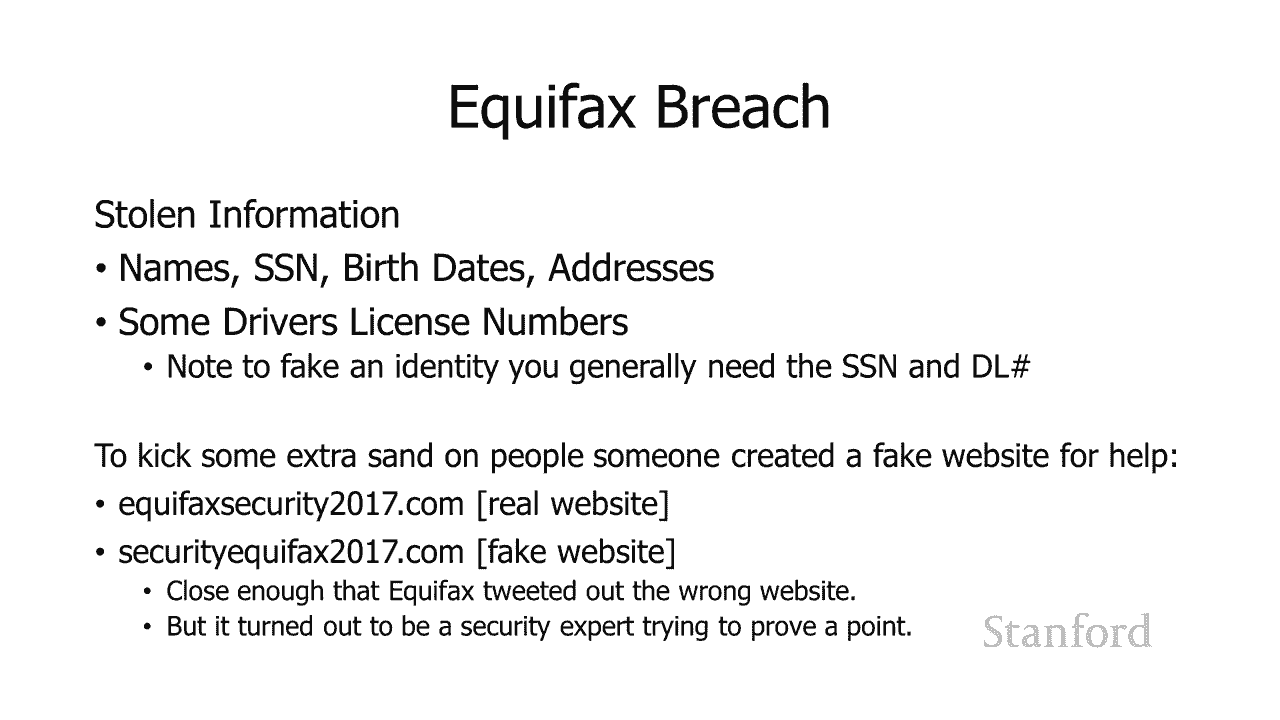 Equifax Breach
Stolen Information
• Names, SSN, Birth Dates, Addresses
• Some Drivers License Numbers
• Note to fake an identity you generally need the SSN and DL#
To kick some extra sand on people someone created a fake website for help:
• equifaxsecurity2017.com [real website]
• securityequifax2017.com [fake website]
• Close enough that Equifax tweeted out the wrong website.
• But it turned out to be a security expert trying to prove a point.
Stanford